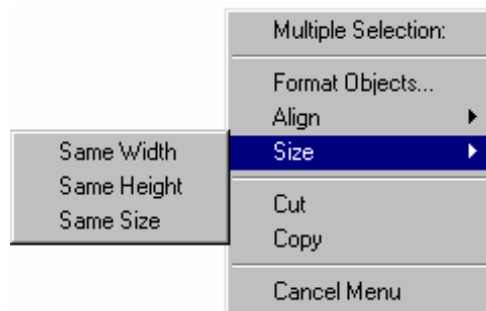 Multiple Selection:
Format Objects...
Align
Size
Same Width
Same Height
Same Size
Cut
Copy
Cancel Menu